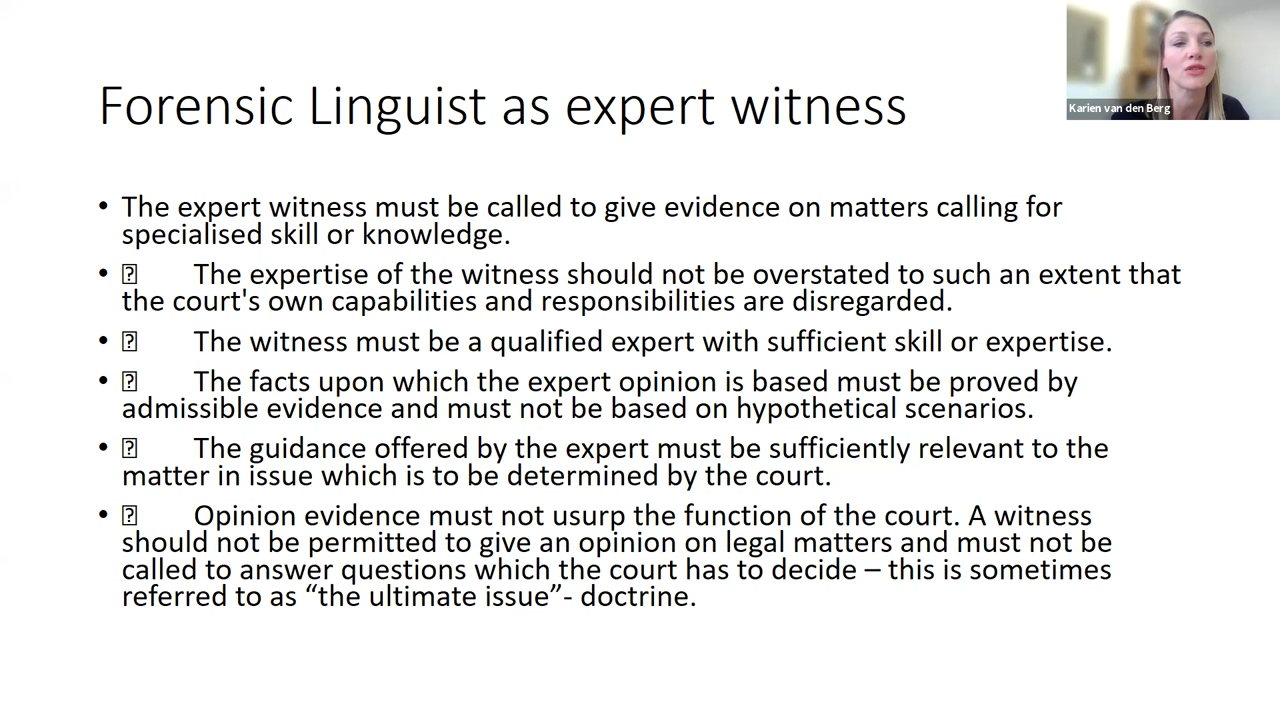 Karien van den Berg
Forensic Linguist as expert witness
• The expert witness must be called to give evidence on matters calling for
specialised skill or knowledge.
• ⍰ The expertise of the witness should not be overstated to such an extent that
the court's own capabilities and responsibilities are disregarded.
• ⍰ The witness must be a qualified expert with sufficient skill or expertise.
• ⍰ The facts upon which the expert opinion is based must be proved by
admissible evidence and must not be based on hypothetical scenarios.
• ⍰ The guidance offered by the expert must be sufficiently relevant to the
matter in issue which is to be determined by the court.
• ⍰ Opinion evidence must not usurp the function of the court. A witness
should not be permitted to give an opinion on legal matters and must not be
called to answer questions which the court has to decide – this is sometimes
referred to as “the ultimate issue”- doctrine.